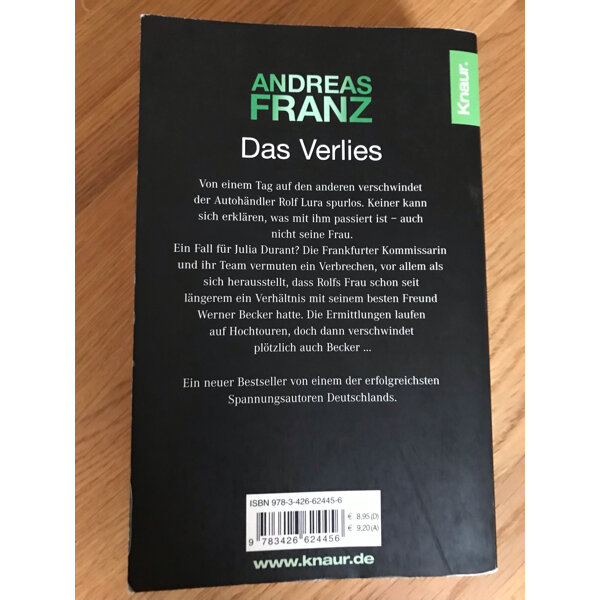 Knaur.
ANDREAS
FRANZ
Das Verlies
Von einem Tag auf den anderen verschwindet
der Autohändler Rolf Lura spurlos. Keiner kann
sich erklären, was mit ihm passiert ist – auch
nicht seine Frau.
Ein Fall für Julia Durant? Die Frankfurter Kommissarin
und ihr Team vermuten ein Verbrechen, vor allem als
sich herausstellt, dass Rolfs Frau schon seit
längerem ein Verhältnis mit seinem besten Freund
Werner Becker hatte. Die Ermittlungen laufen
auf Hochtouren, doch dann verschwindet
plötzlich auch Becker ...
Ein neuer Bestseller von einem der erfolgreichsten
Spannungsautoren Deutschlands.
ISBN 978-3-426-62445-6
€ 8,95 (D)
€ 9,20 (A)
9 783426 624456
www.knaur.de